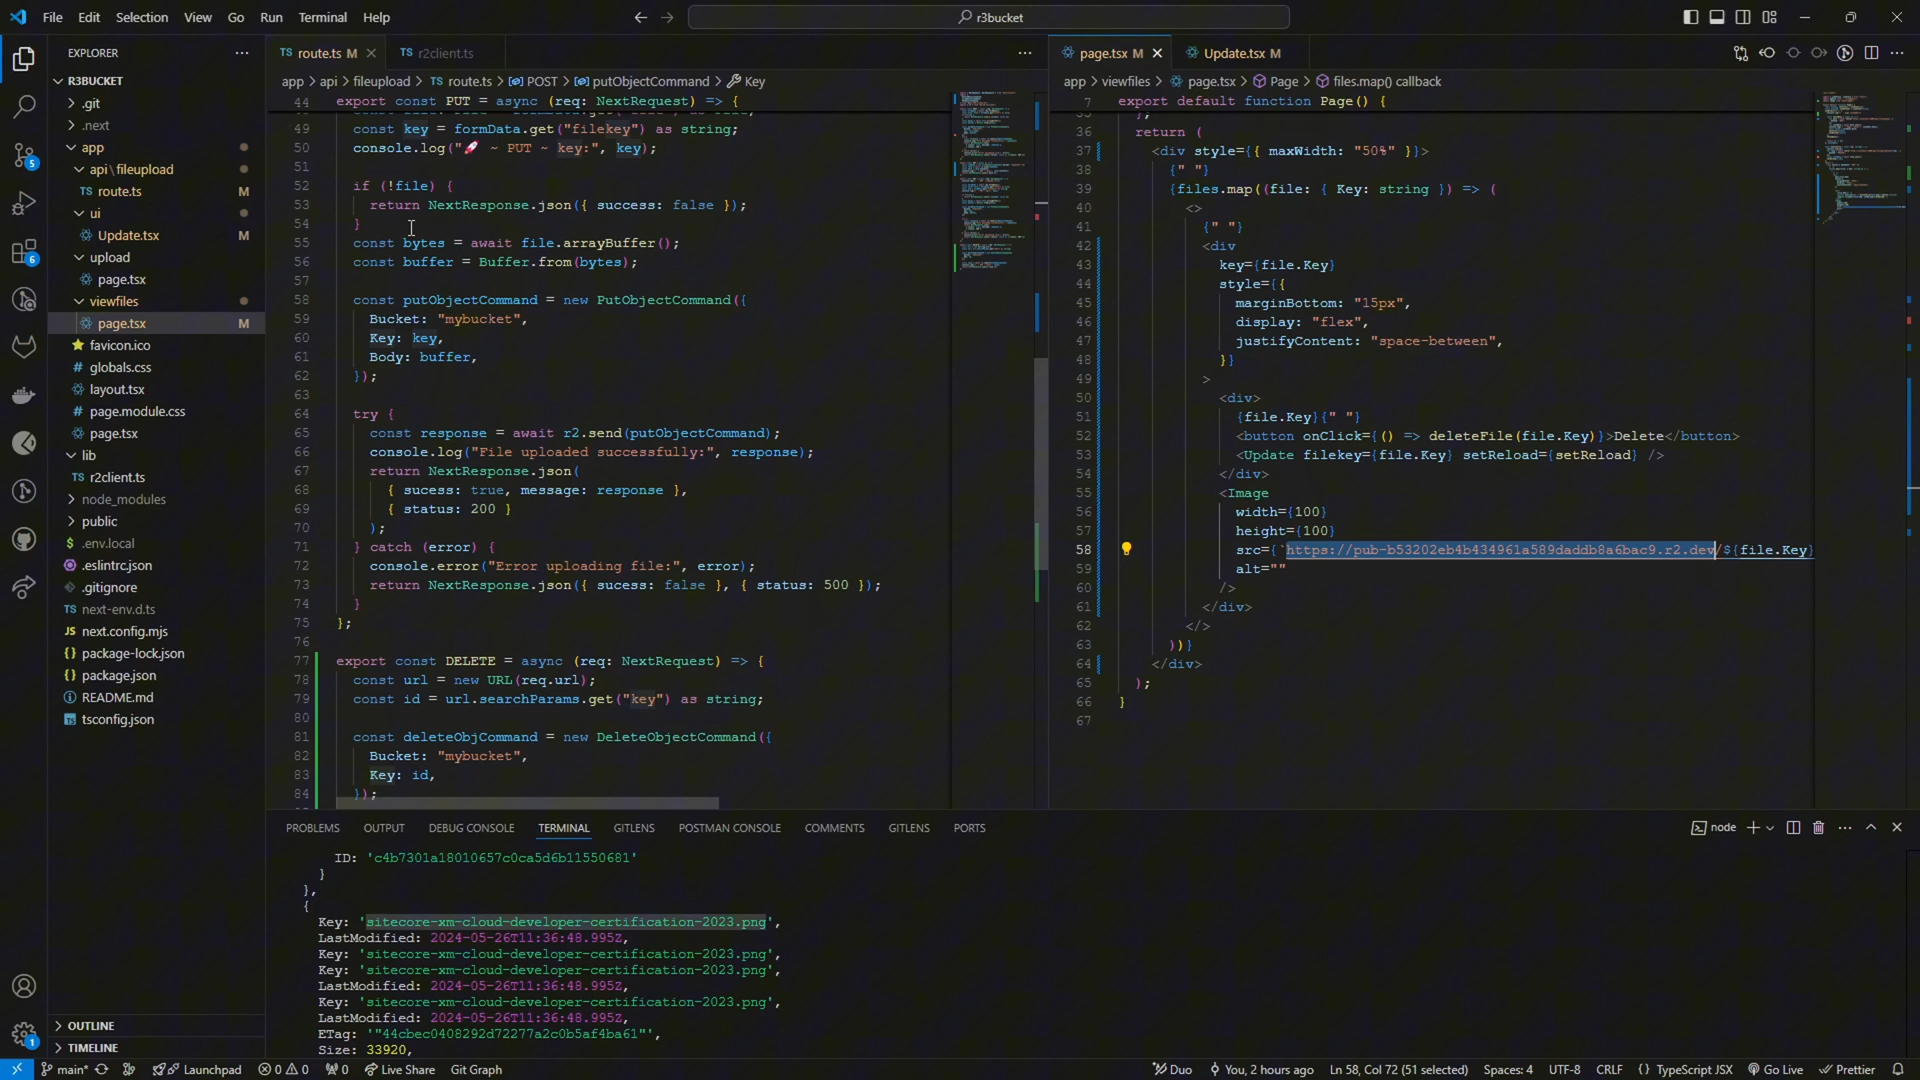 File Edit Selection View Go Run Terminal Help
r3bucket
EXPLORER
R3BUCKET
.git
.next
app
api\fileupload
route.ts M
ui
Update.tsx M
upload
page.tsx
viewfiles
page.tsx M
favicon.ico
globals.css
layout.tsx
page.module.css
page.tsx
lib
r2client.ts
node_modules
public
.env.local
.eslintrc.json
.gitignore
next-env.d.ts
next.config.mjs
package-lock.json
package.json
README.md
tsconfig.json
OUTLINE
TIMELINE
5
6
1
route.ts M
r2client.ts
app > api > fileupload > route.ts > POST > putObjectCommand > Key
44 export const PUT = async (req: NextRequest) => {
49 const key = formData.get("filekey") as string;
50 console.log("🚀 ~ PUT ~ key:", key);
51
52 if (!file) {
53 return NextResponse.json({ success: false });
54 }
55 const bytes = await file.arrayBuffer();
56 const buffer = Buffer.from(bytes);
57
58 const putObjectCommand = new PutObjectCommand({
59 Bucket: "mybucket",
60 Key: key,
61 Body: buffer,
62 });
63
64 try {
65 const response = await r2.send(putObjectCommand);
66 console.log("File uploaded successfully:", response);
67 return NextResponse.json(
68 { sucess: true, message: response },
69 { status: 200 }
70 );
71 } catch (error) {
72 console.error("Error uploading file:", error);
73 return NextResponse.json({ sucess: false }, { status: 500 });
74 }
75 };
76
77 export const DELETE = async (req: NextRequest) => {
78 const url = new URL(req.url);
79 const id = url.searchParams.get("key") as string;
80
81 const deleteObjCommand = new DeleteObjectCommand({
82 Bucket: "mybucket",
83 Key: id,
84 });
page.tsx M
Update.tsx M
app > viewfiles > page.tsx > Page > files.map() callback
7 export default function Page() {
35 };
36 return (
37 <div style={{ maxWidth: "50%" }}>
38 {" "}
39 {files.map((file: { Key: string }) => (
40 <>
41 {" "}
42 <div
43 key={file.Key}
44 style={{
45 marginBottom: "15px",
46 display: "flex",
47 justifyContent: "space-between",
48 }}
49 >
50 <div>
51 {file.Key}{" "}
52 <button onClick={() => deleteFile(file.Key)}>Delete</button>
53 <Update filekey={file.Key} setReload={setReload} />
54 </div>
55 <Image
56 width={100}
57 height={100}
58 src={`https://pub-b53202eb4b434961a589daddb8a6bac9.r2.dev/${file.Key}
59 alt=""
60 />
61 </div>
62 </>
63 ))}
64 </div>
65 );
66 }
67
PROBLEMS OUTPUT DEBUG CONSOLE TERMINAL GITLENS POSTMAN CONSOLE COMMENTS GITLENS PORTS
node
ID: 'c4b7301a18010657c0ca5d6b11550681'
}
},
{
Key: 'sitecore-xm-cloud-developer-certification-2023.png',
LastModified: 2024-05-26T11:36:48.995Z,
Key: 'sitecore-xm-cloud-developer-certification-2023.png',
Key: 'sitecore-xm-cloud-developer-certification-2023.png',
LastModified: 2024-05-26T11:36:48.995Z,
Key: 'sitecore-xm-cloud-developer-certification-2023.png',
LastModified: 2024-05-26T11:36:48.995Z,
ETag: '"44cbec0408292d72277a2c0b5af4ba61"',
Size: 33920,
main* Launchpad 0 0 0 Live Share Git Graph Duo You, 2 hours ago Ln 58, Col 72 (51 selected) Spaces: 4 UTF-8 CRLF { } TypeScript JSX Go Live Prettier